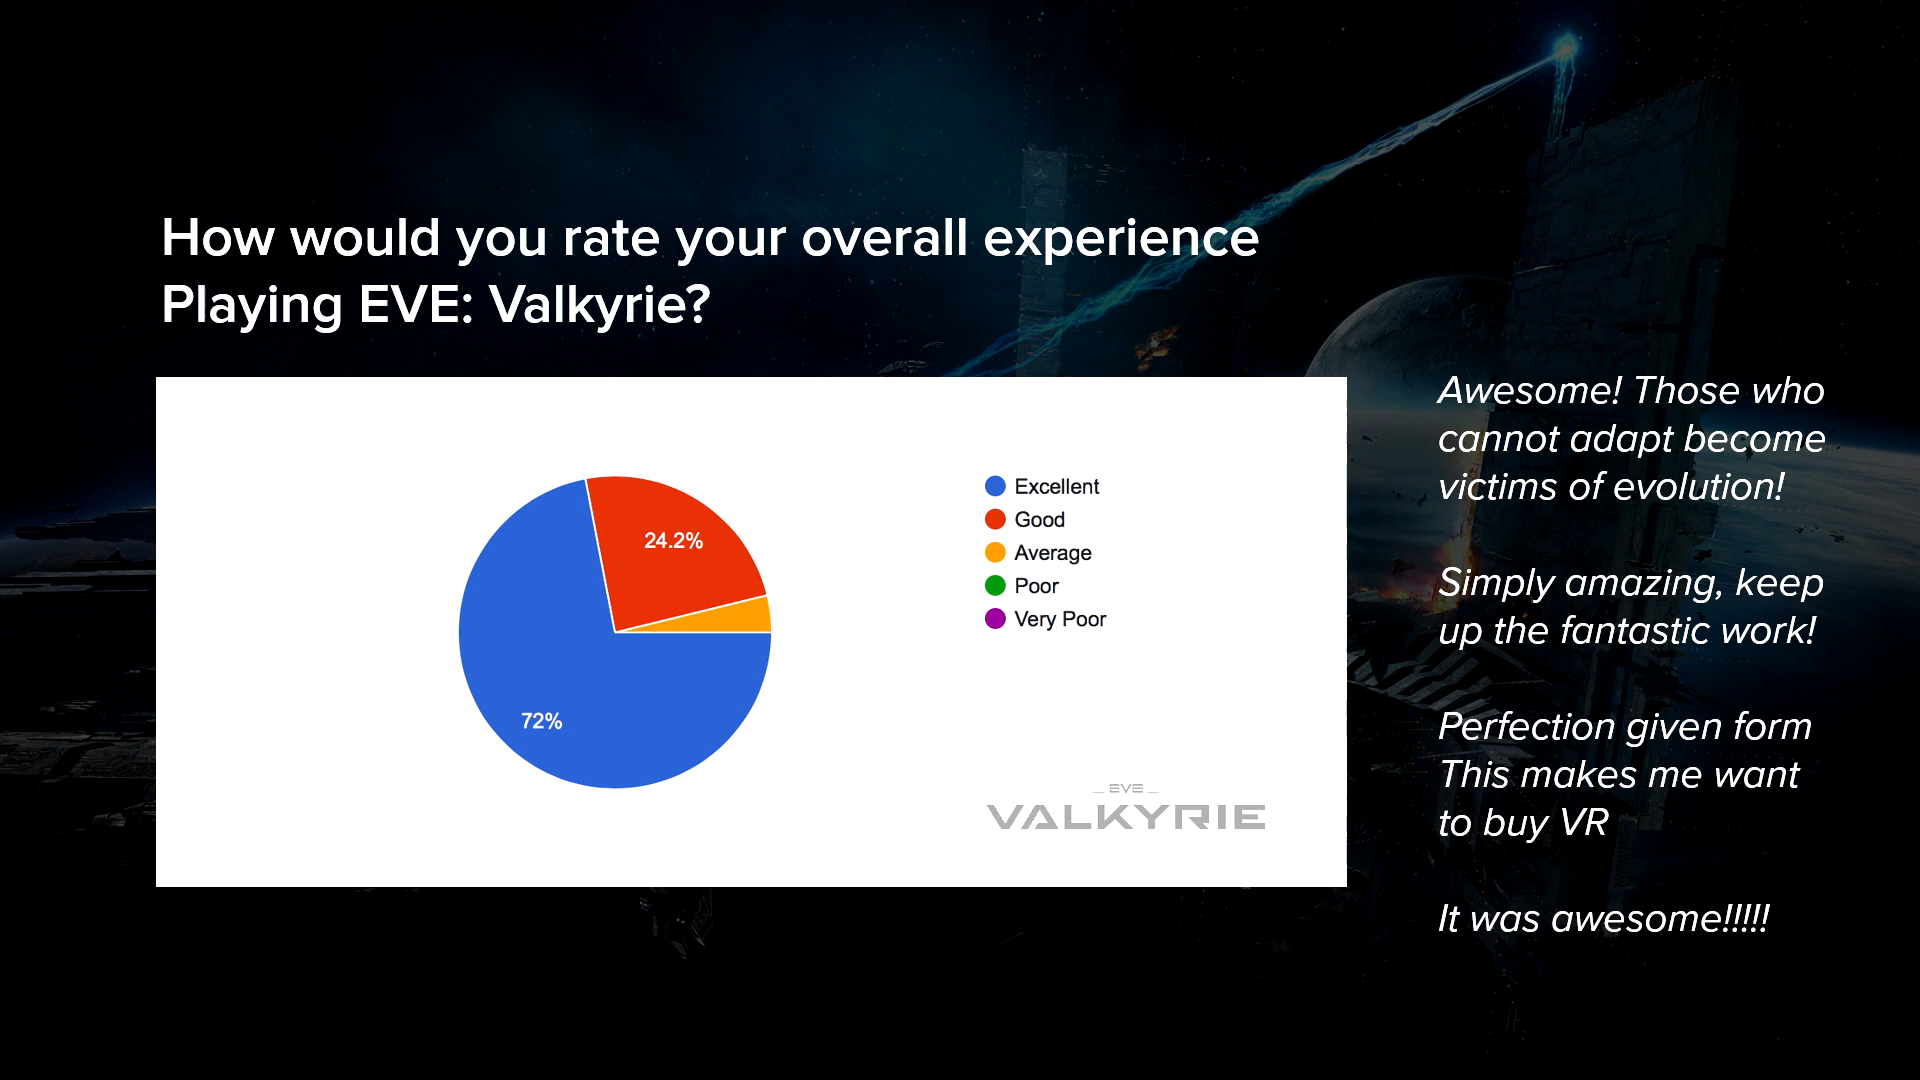 How would you rate your overall experience
Playing EVE: Valkyrie?
24.2%
72%
Excellent
Good
Average
Poor
Very Poor
EVE
VALKYRIE
Awesome! Those who
cannot adapt become
victims of evolution!
Simply amazing, keep
up the fantastic work!
Perfection given form
This makes me want
to buy VR
It was awesome!!!!!